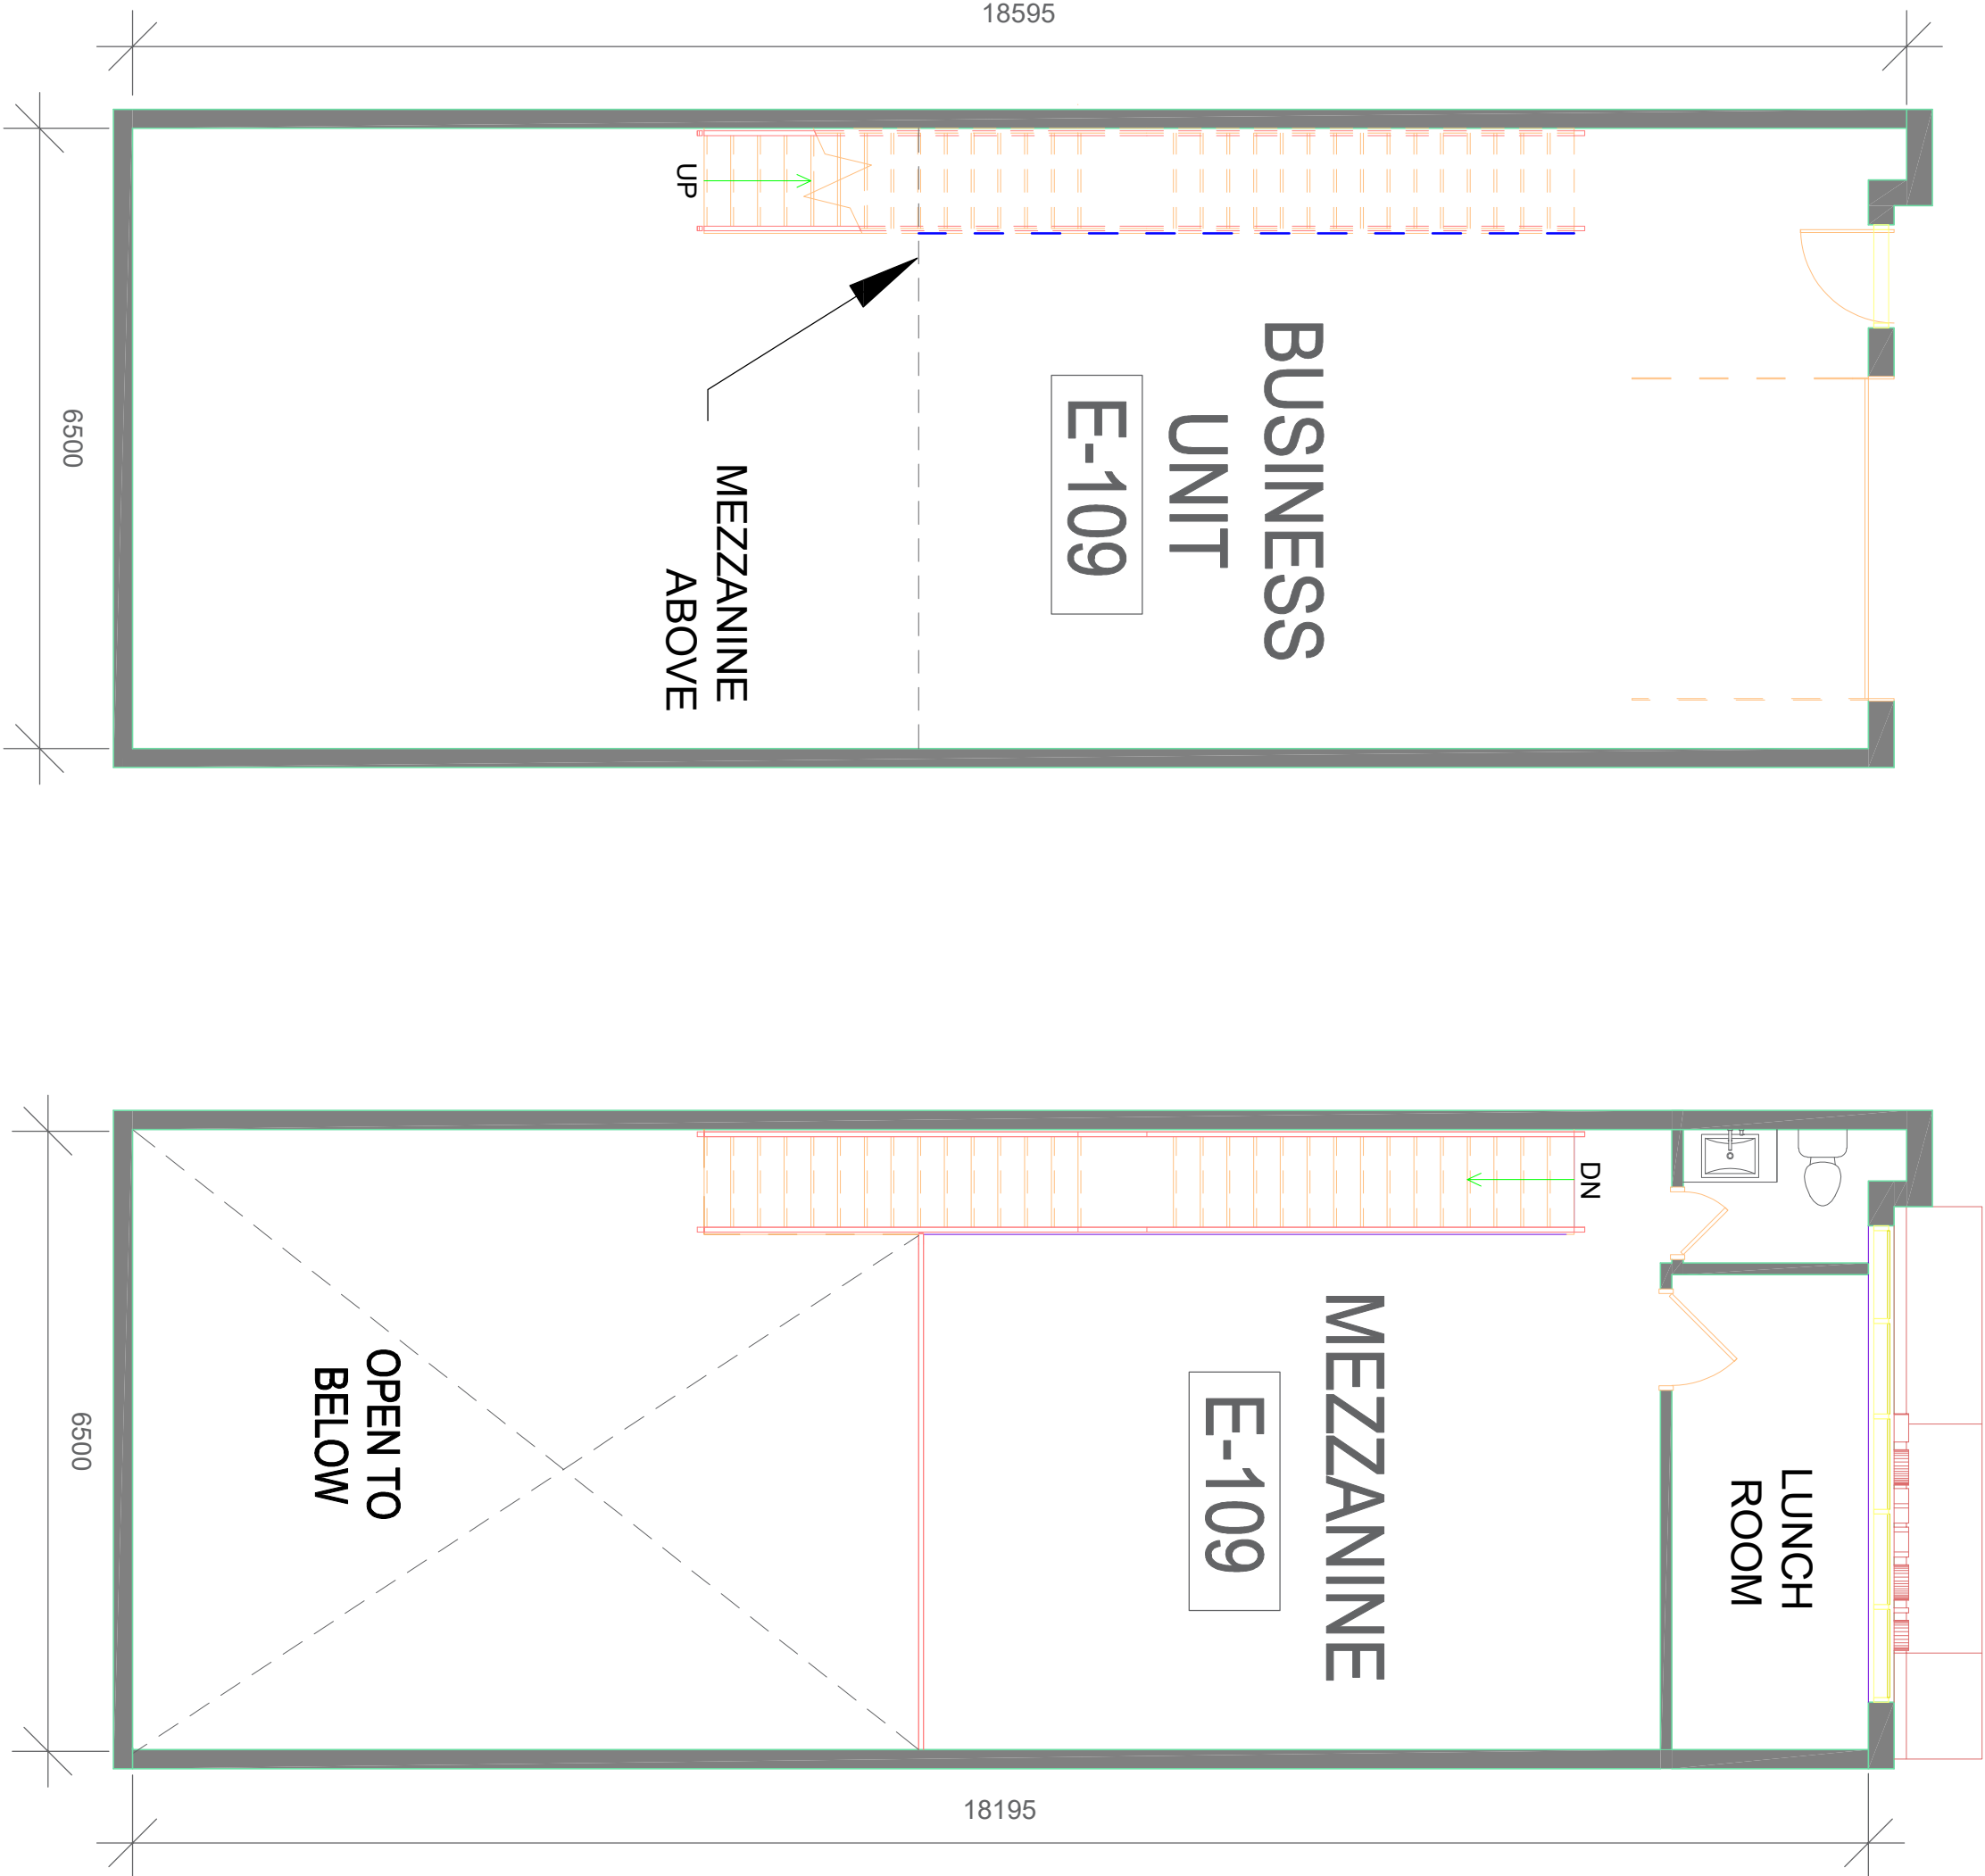 18595
6500
UP
BUSINESS
UNIT
E-109
MEZZANINE
ABOVE
6500
DN
MEZZANINE
E-109
OPEN TO
BELOW
LUNCH
ROOM
18195